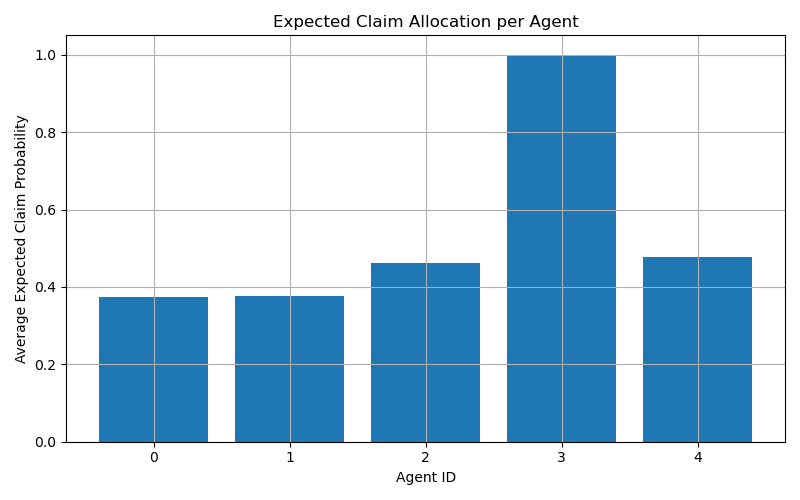 Expected Claim Allocation per Agent
Average Expected Claim Probability
1.0
0.8
0.6
0.4
0.2
0.0
0 1 2 3 4
Agent ID